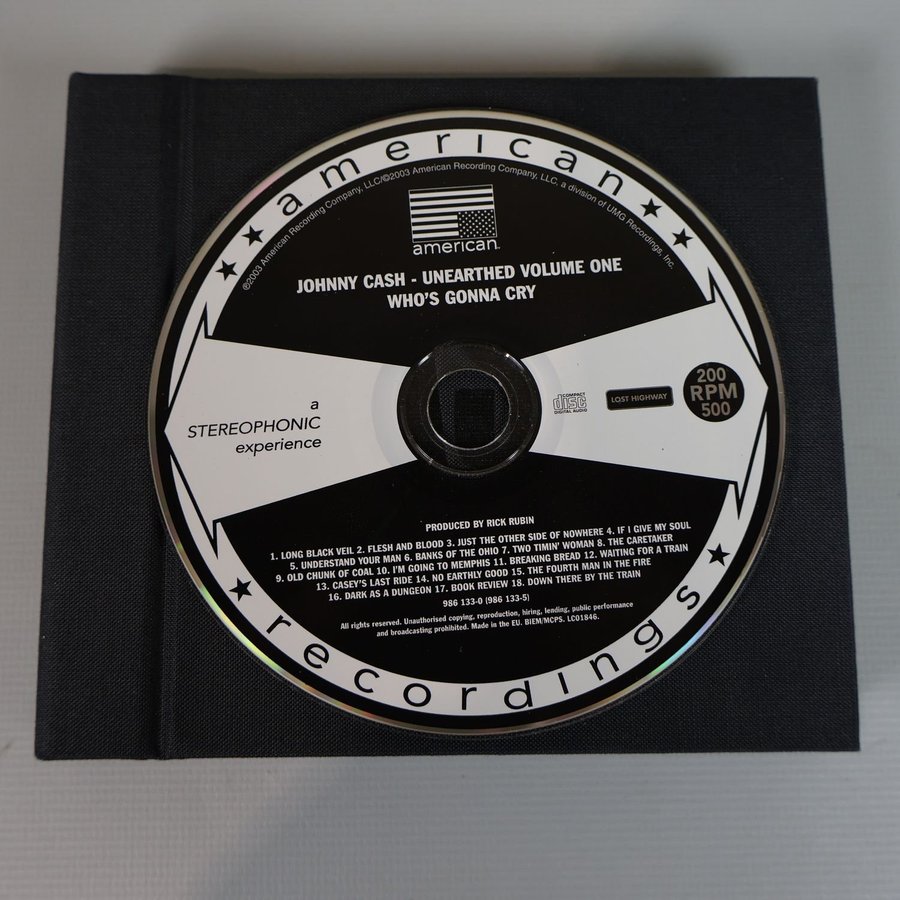 american
℗2003 American Recording Company, LLC/©2003 American Recording Company, LLC, a division of UMG Recordings, Inc.
american™
JOHNNY CASH - UNEARTHED VOLUME ONE
WHO'S GONNA CRY
a
STEREOPHONIC
experience
COMPACT
disc
DIGITAL AUDIO
LOST HIGHWAY
200
RPM
500
PRODUCED BY RICK RUBIN
1. LONG BLACK VEIL 2. FLESH AND BLOOD 3. JUST THE OTHER SIDE OF NOWHERE 4. IF I GIVE MY SOUL
5. UNDERSTAND YOUR MAN 6. BANKS OF THE OHIO 7. TWO TIMIN' WOMAN 8. THE CARETAKER
9. OLD CHUNK OF COAL 10. I'M GOING TO MEMPHIS 11. BREAKING BREAD 12. WAITING FOR A TRAIN
13. CASEY'S LAST RIDE 14. NO EARTHLY GOOD 15. THE FOURTH MAN IN THE FIRE
16. DARK AS A DUNGEON 17. BOOK REVIEW 18. DOWN THERE BY THE TRAIN
986 133-0 (986 133-5)
All rights reserved. Unauthorised copying, reproduction, hiring, lending, public performance
and broadcasting prohibited. Made in the EU. BIEM/MCPS. LC01846.
recordings